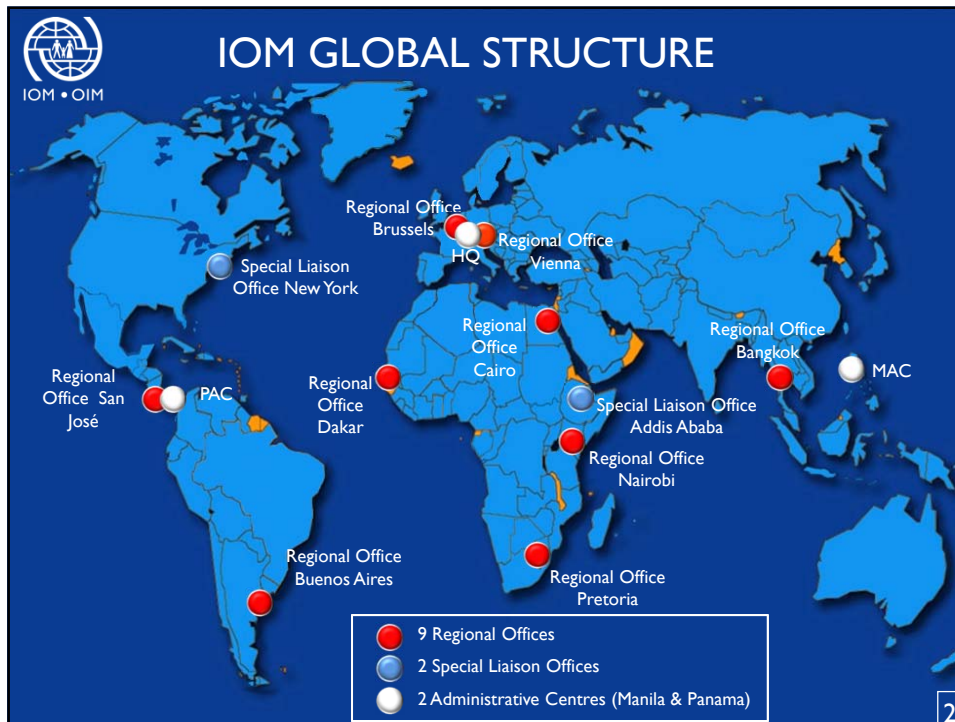 IOM GLOBAL STRUCTURE
IOM • OIM
Regional Office
Brussels
HQ
Regional Office
Vienna
Special Liaison
Office New York
Regional
Office
Cairo
Regional Office
Bangkok
MAC
Regional
Office San
José
PAC
Regional
Office
Dakar
Special Liaison Office
Addis Ababa
Regional Office
Nairobi
Regional Office
Buenos Aires
Regional Office
Pretoria
9 Regional Offices
2 Special Liaison Offices
2 Administrative Centres (Manila & Panama)
2